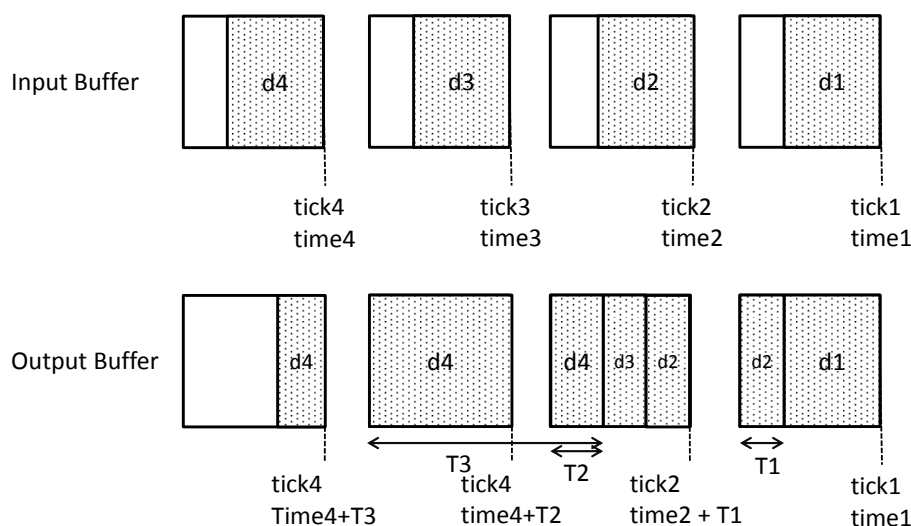 Input Buffer
d4
d3
d2
d1
tick4
time4
tick3
time3
tick2
time2
tick1
time1
Output Buffer
d4
d4
d4
d3
d2
d2
d1
T3
T2
T1
tick4
Time4+T3
tick4
time4+T2
tick2
time2 + T1
tick1
time1